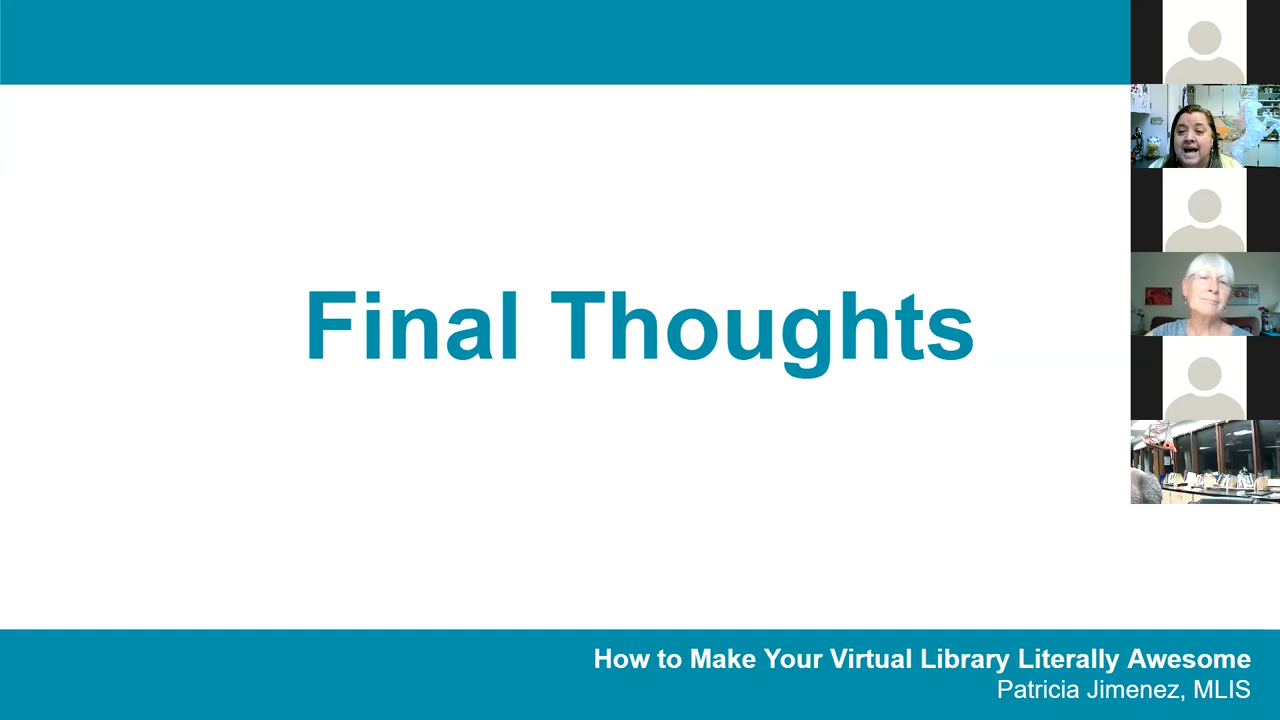 Final Thoughts
How to Make Your Virtual Library Literally Awesome
Patricia Jimenez, MLIS